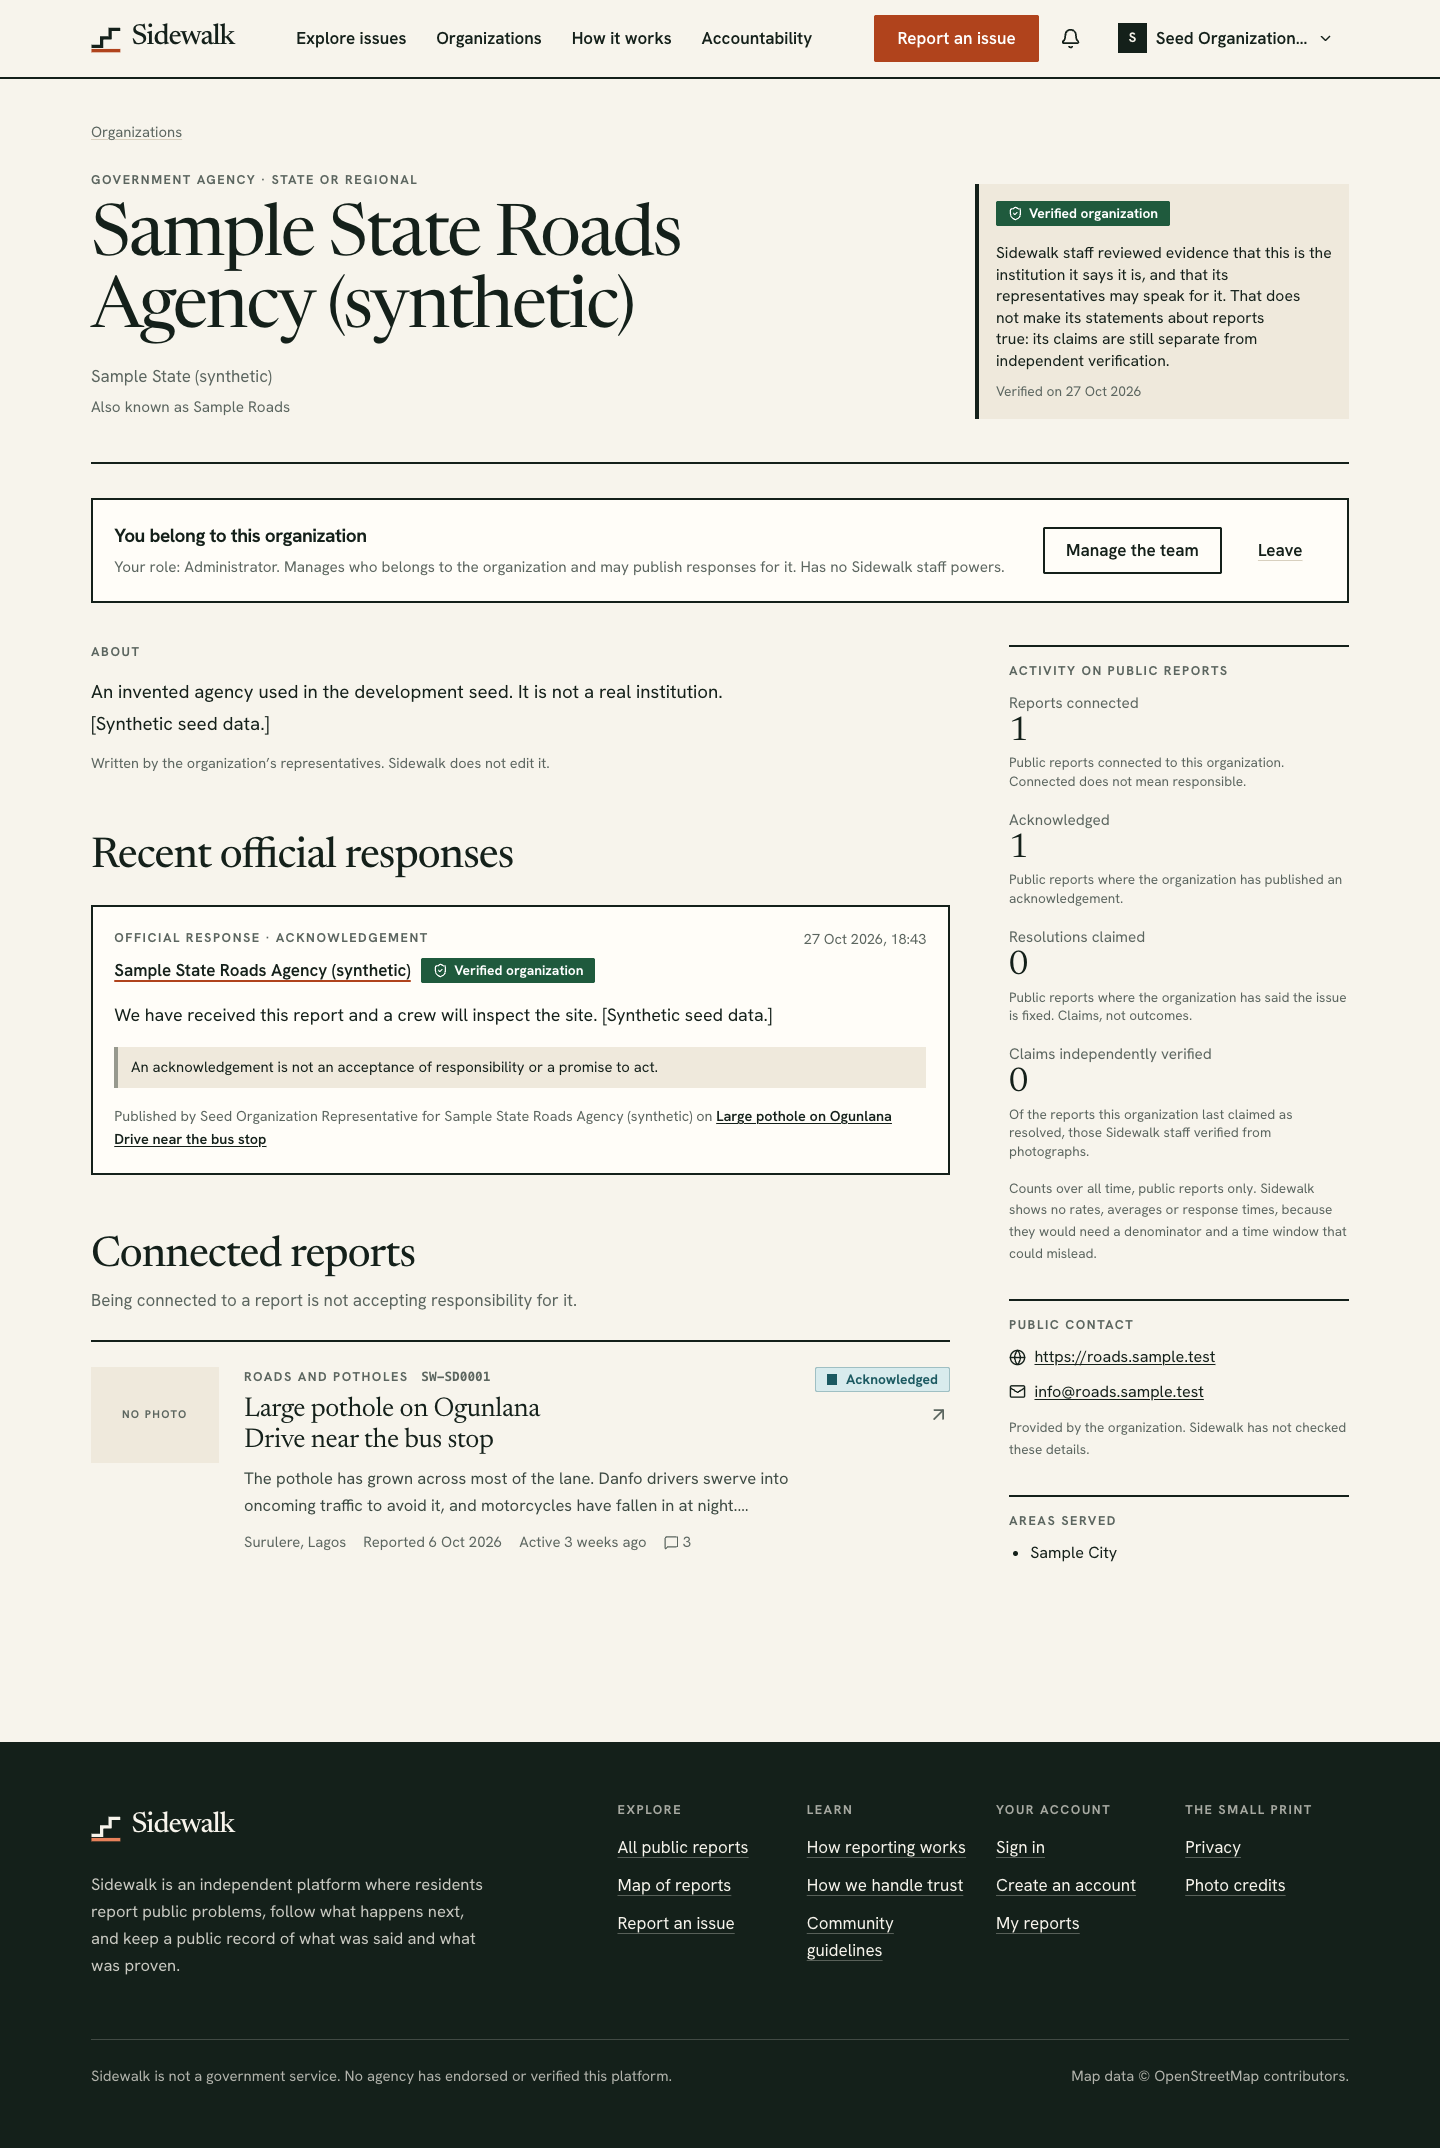 Sidewalk
Explore issues
Organizations
How it works
Accountability
Report an issue
S
Seed Organization...
Organizations
GOVERNMENT AGENCY · STATE OR REGIONAL
Sample State Roads
Agency (synthetic)
Sample State (synthetic)
Also known as Sample Roads
Verified organization
Sidewalk staff reviewed evidence that this is the
institution it says it is, and that its
representatives may speak for it. That does
not make its statements about reports
true: its claims are still separate from
independent verification.
Verified on 27 Oct 2026
You belong to this organization
Your role: Administrator. Manages who belongs to the organization and may publish responses for it. Has no Sidewalk staff powers.
Manage the team
Leave
ABOUT
An invented agency used in the development seed. It is not a real institution.
[Synthetic seed data.]
Written by the organization’s representatives. Sidewalk does not edit it.
Recent official responses
OFFICIAL RESPONSE · ACKNOWLEDGEMENT
27 Oct 2026, 18:43
Sample State Roads Agency (synthetic)
Verified organization
We have received this report and a crew will inspect the site. [Synthetic seed data.]
An acknowledgement is not an acceptance of responsibility or a promise to act.
Published by Seed Organization Representative for Sample State Roads Agency (synthetic) on Large pothole on Ogunlana
Drive near the bus stop
Connected reports
Being connected to a report is not accepting responsibility for it.
NO PHOTO
ROADS AND POTHOLES SW-SD0001
Acknowledged
Large pothole on Ogunlana
Drive near the bus stop
The pothole has grown across most of the lane. Danfo drivers swerve into
oncoming traffic to avoid it, and motorcycles have fallen in at night....
Surulere, Lagos
Reported 6 Oct 2026
Active 3 weeks ago
3
ACTIVITY ON PUBLIC REPORTS
Reports connected
1
Public reports connected to this organization.
Connected does not mean responsible.
Acknowledged
1
Public reports where the organization has published an
acknowledgement.
Resolutions claimed
0
Public reports where the organization has said the issue
is fixed. Claims, not outcomes.
Claims independently verified
0
Of the reports this organization last claimed as
resolved, those Sidewalk staff verified from
photographs.
Counts over all time, public reports only. Sidewalk
shows no rates, averages or response times, because
they would need a denominator and a time window that
could mislead.
PUBLIC CONTACT
https://roads.sample.test
info@roads.sample.test
Provided by the organization. Sidewalk has not checked
these details.
AREAS SERVED
Sample City
Sidewalk
Sidewalk is an independent platform where residents
report public problems, follow what happens next,
and keep a public record of what was said and what
was proven.
EXPLORE
All public reports
Map of reports
Report an issue
LEARN
How reporting works
How we handle trust
Community
guidelines
YOUR ACCOUNT
Sign in
Create an account
My reports
THE SMALL PRINT
Privacy
Photo credits
Sidewalk is not a government service. No agency has endorsed or verified this platform.
Map data © OpenStreetMap contributors.